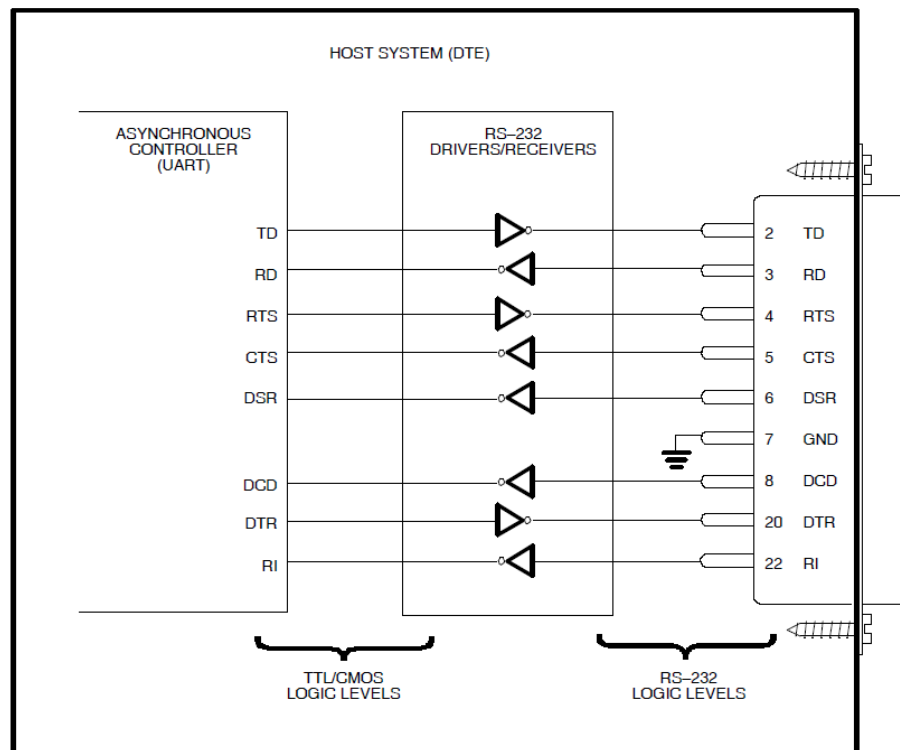 HOST SYSTEM (DTE)
ASYNCHRONOUS
CONTROLLER
(UART)
RS–232
DRIVERS/RECEIVERS
TD
RD
RTS
CTS
DSR
DCD
DTR
RI
2 TD
3 RD
4 RTS
5 CTS
6 DSR
7 GND
8 DCD
20 DTR
22 RI
TTL/CMOS
LOGIC LEVELS
RS–232
LOGIC LEVELS